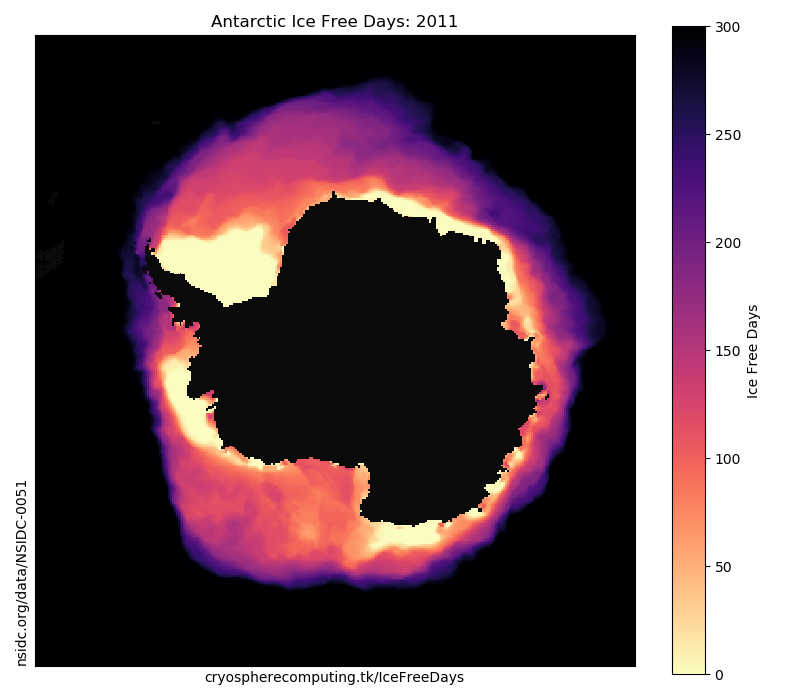 Antarctic Ice Free Days: 2011
300
250
200
150
100
50
0
Ice Free Days
nsidc.org/data/NSIDC-0051
cryospherecomputing.tk/IceFreeDays